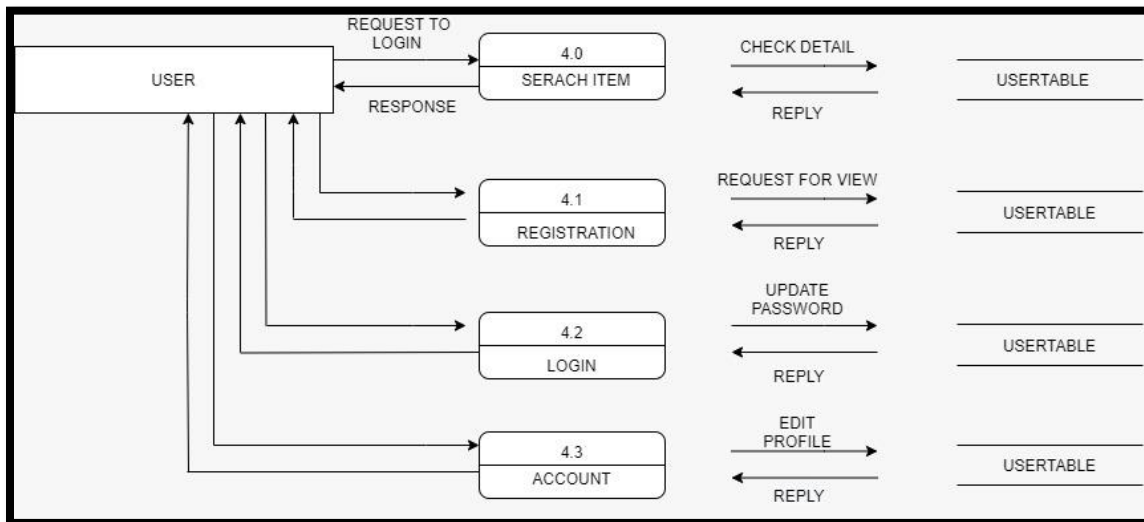 REQUEST TO
LOGIN
4.0
SERACH ITEM
CHECK DETAIL
USER
USERTABLE
RESPONSE
REPLY
4.1
REGISTRATION
REQUEST FOR VIEW
USERTABLE
REPLY
UPDATE
PASSWORD
4.2
LOGIN
USERTABLE
REPLY
EDIT
PROFILE
4.3
ACCOUNT
USERTABLE
REPLY